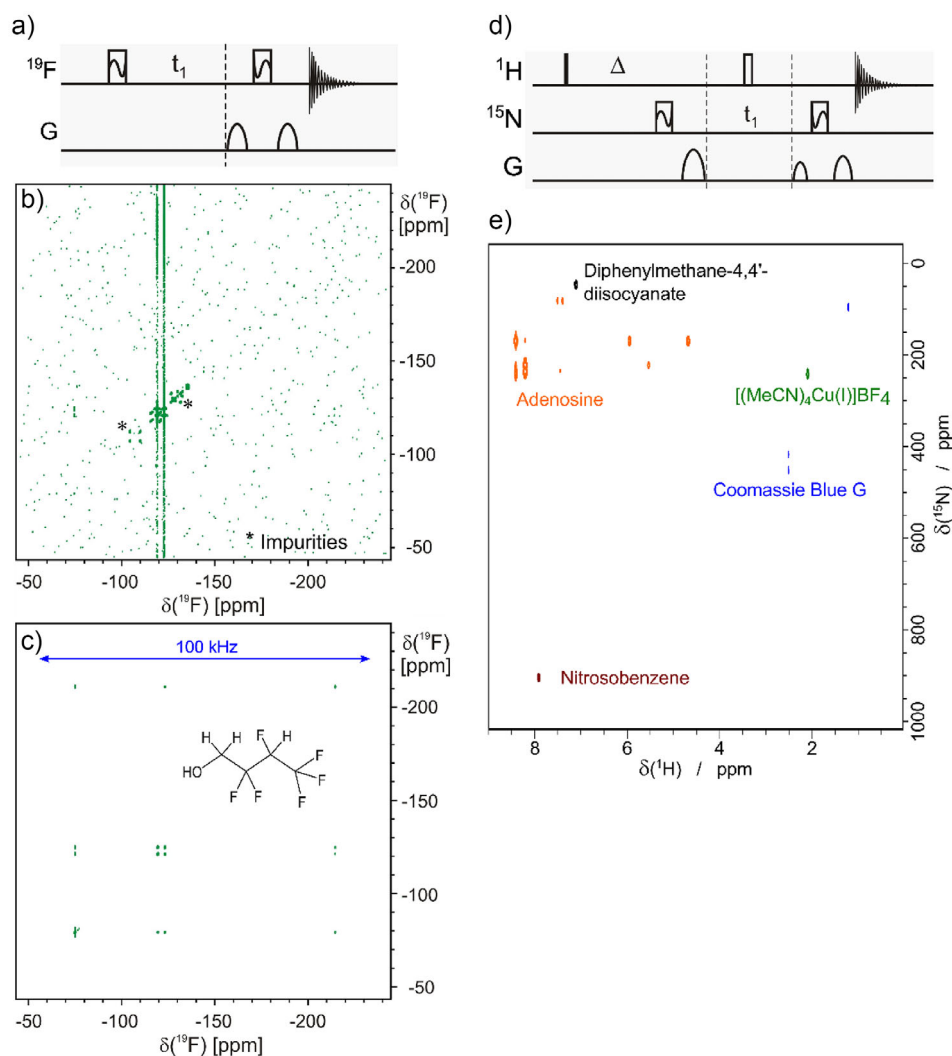 a)
¹⁹F
t₁
G
b)
δ(¹⁹F)
[ppm]
-200
-150
-100
-50
*
*
* Impurities
-50 -100 -150 -200
δ(¹⁹F) [ppm]
c)
100 kHz
δ(¹⁹F)
[ppm]
-200
-150
-100
-50
H H F H F
HO F
F F F
-50 -100 -150 -200
δ(¹⁹F) [ppm]
d)
¹H
Δ
¹⁵N
t₁
G
e)
Diphenylmethane-4,4'-
diisocyanate
Adenosine
[(MeCN)₄Cu(I)]BF₄
Coomassie Blue G
Nitrosobenzene
0
200
400
600
800
1000
δ(¹⁵N) / ppm
8 6 4 2
δ(¹H) / ppm